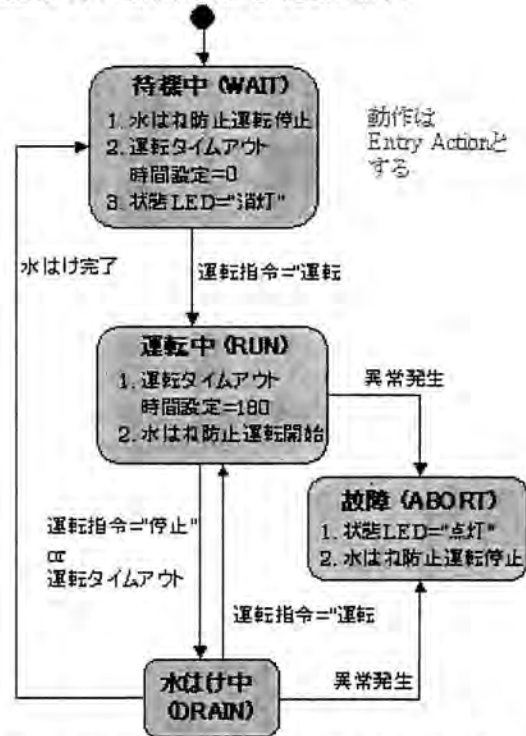 待機中 (WAIT)
1. 水はね防止運転停止
2. 運転タイムアウト
時間設定=0
3. 状態LED="消灯"
動作は
Entry Actionと
する
水はけ完了
運転指令="運転
運転中 (RUN)
1. 運転タイムアウト
時間設定=180
2. 水はね防止運転開始
異常発生
故障 (ABORT)
1. 状態LED="点灯"
2. 水はね防止運転停止
運転指令="停止"
or
運転タイムアウト
運転指令="運転
水はけ中
(DRAIN)
異常発生